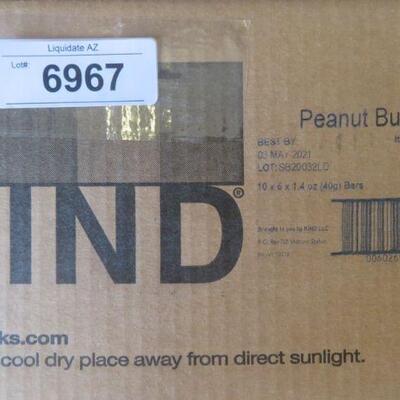 Liquidate AZ
Lot#:
6967
Peanut Bu
BEST BY
03 MAY 2021
LOT: SB20032LD
10 x 6 x 1.4 oz (40g) Bars
IND®
Brought to you by KIND LLC
ks.com
cool dry place away from direct sunlight.